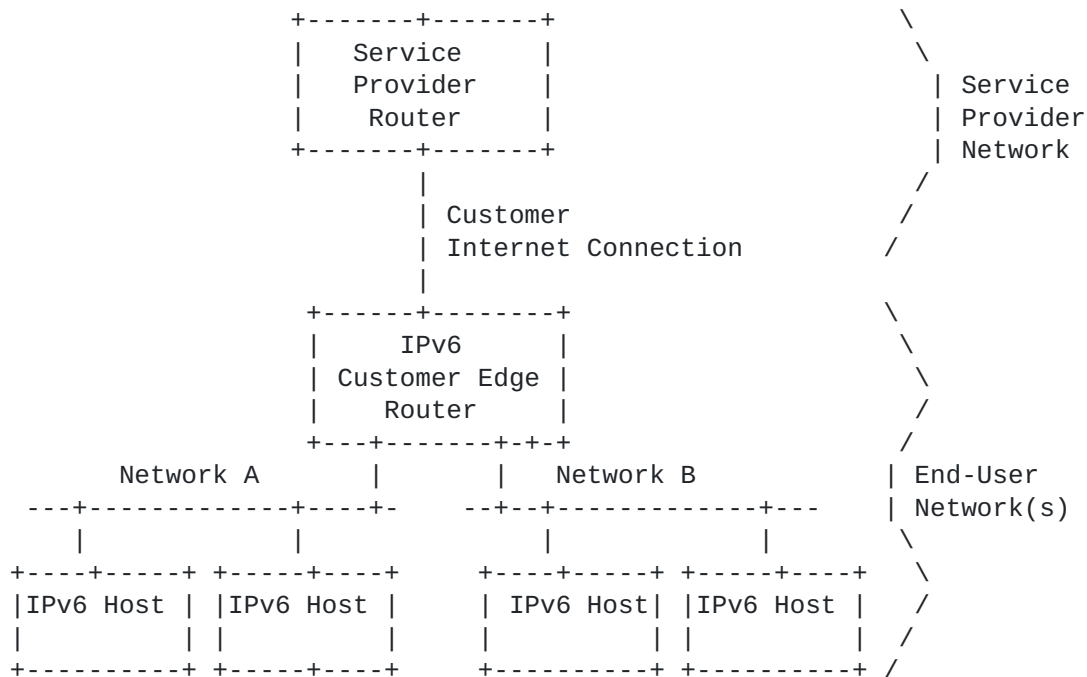 Service
Provider
Router
Service
Provider
Network
Customer
Internet Connection
IPv6
Customer Edge
Router
Network A
Network B
End-User
Network(s)
IPv6 Host
IPv6 Host
IPv6 Host
IPv6 Host